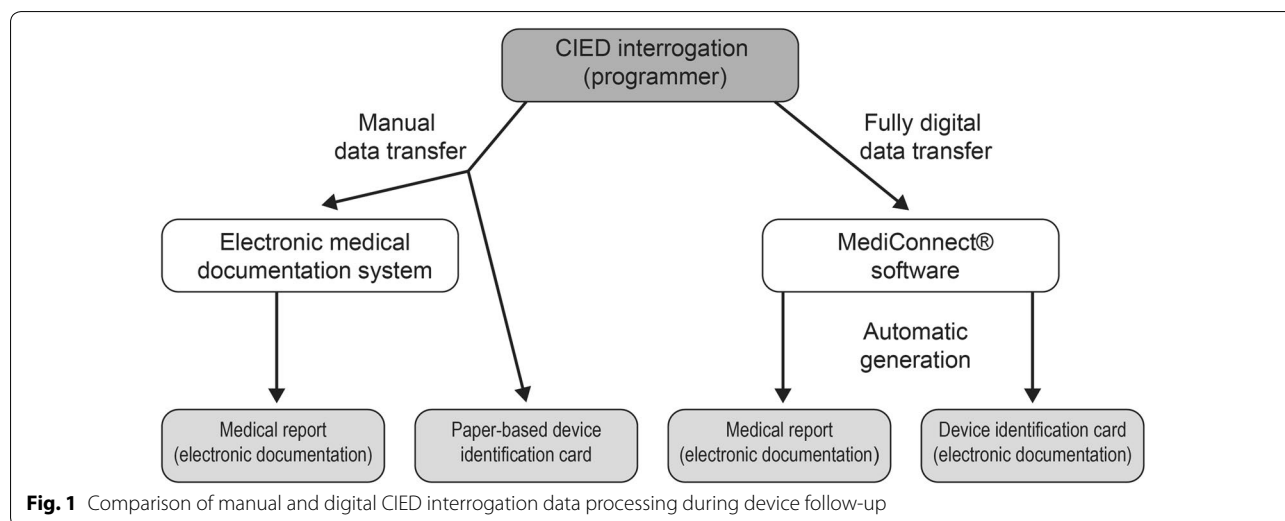 CIED interrogation
(programmer)
Manual
data transfer
Fully digital
data transfer
Electronic medical
documentation system
MediConnect®
software
Automatic
generation
Medical report
(electronic documentation)
Paper-based device
identification card
Medical report
(electronic documentation)
Device identification card
(electronic documentation)
Fig. 1 Comparison of manual and digital CIED interrogation data processing during device follow-up